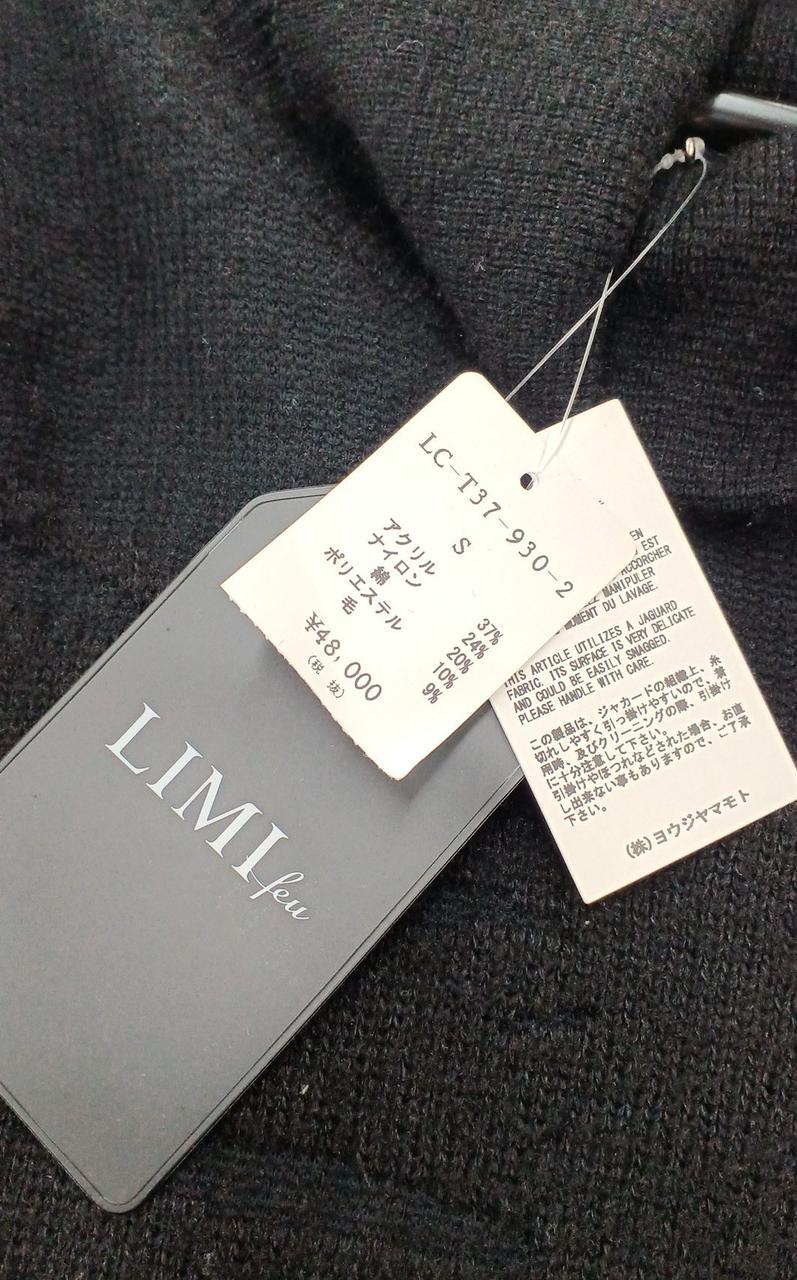 LC-T37-930-2
S
アクリル 37%
ナイロン 24%
綿 20%
ポリエステル 10%
毛 9%
¥48,000
(税 抜)
LIMI feu
EN
EST
ACCORCHER
MANIPULER
MOMENT DU LAVAGE.
THIS ARTICLE UTILIZES A JAGUARD
FABRIC. ITS SURFACE IS VERY DELICATE
AND COULD BE EASILY SNAGGED.
PLEASE HANDLE WITH CARE.
この製品は、ジャカードの組織上、糸
切れしやすく引っ掛けやすいので、着
用時、及びクリーニングの際、引掛け
に十分注意して下さい。
引掛けやほつれなどされた場合、お直
し出来ない事もありますので、ご了承
下さい。
(株)ヨウジヤマモト